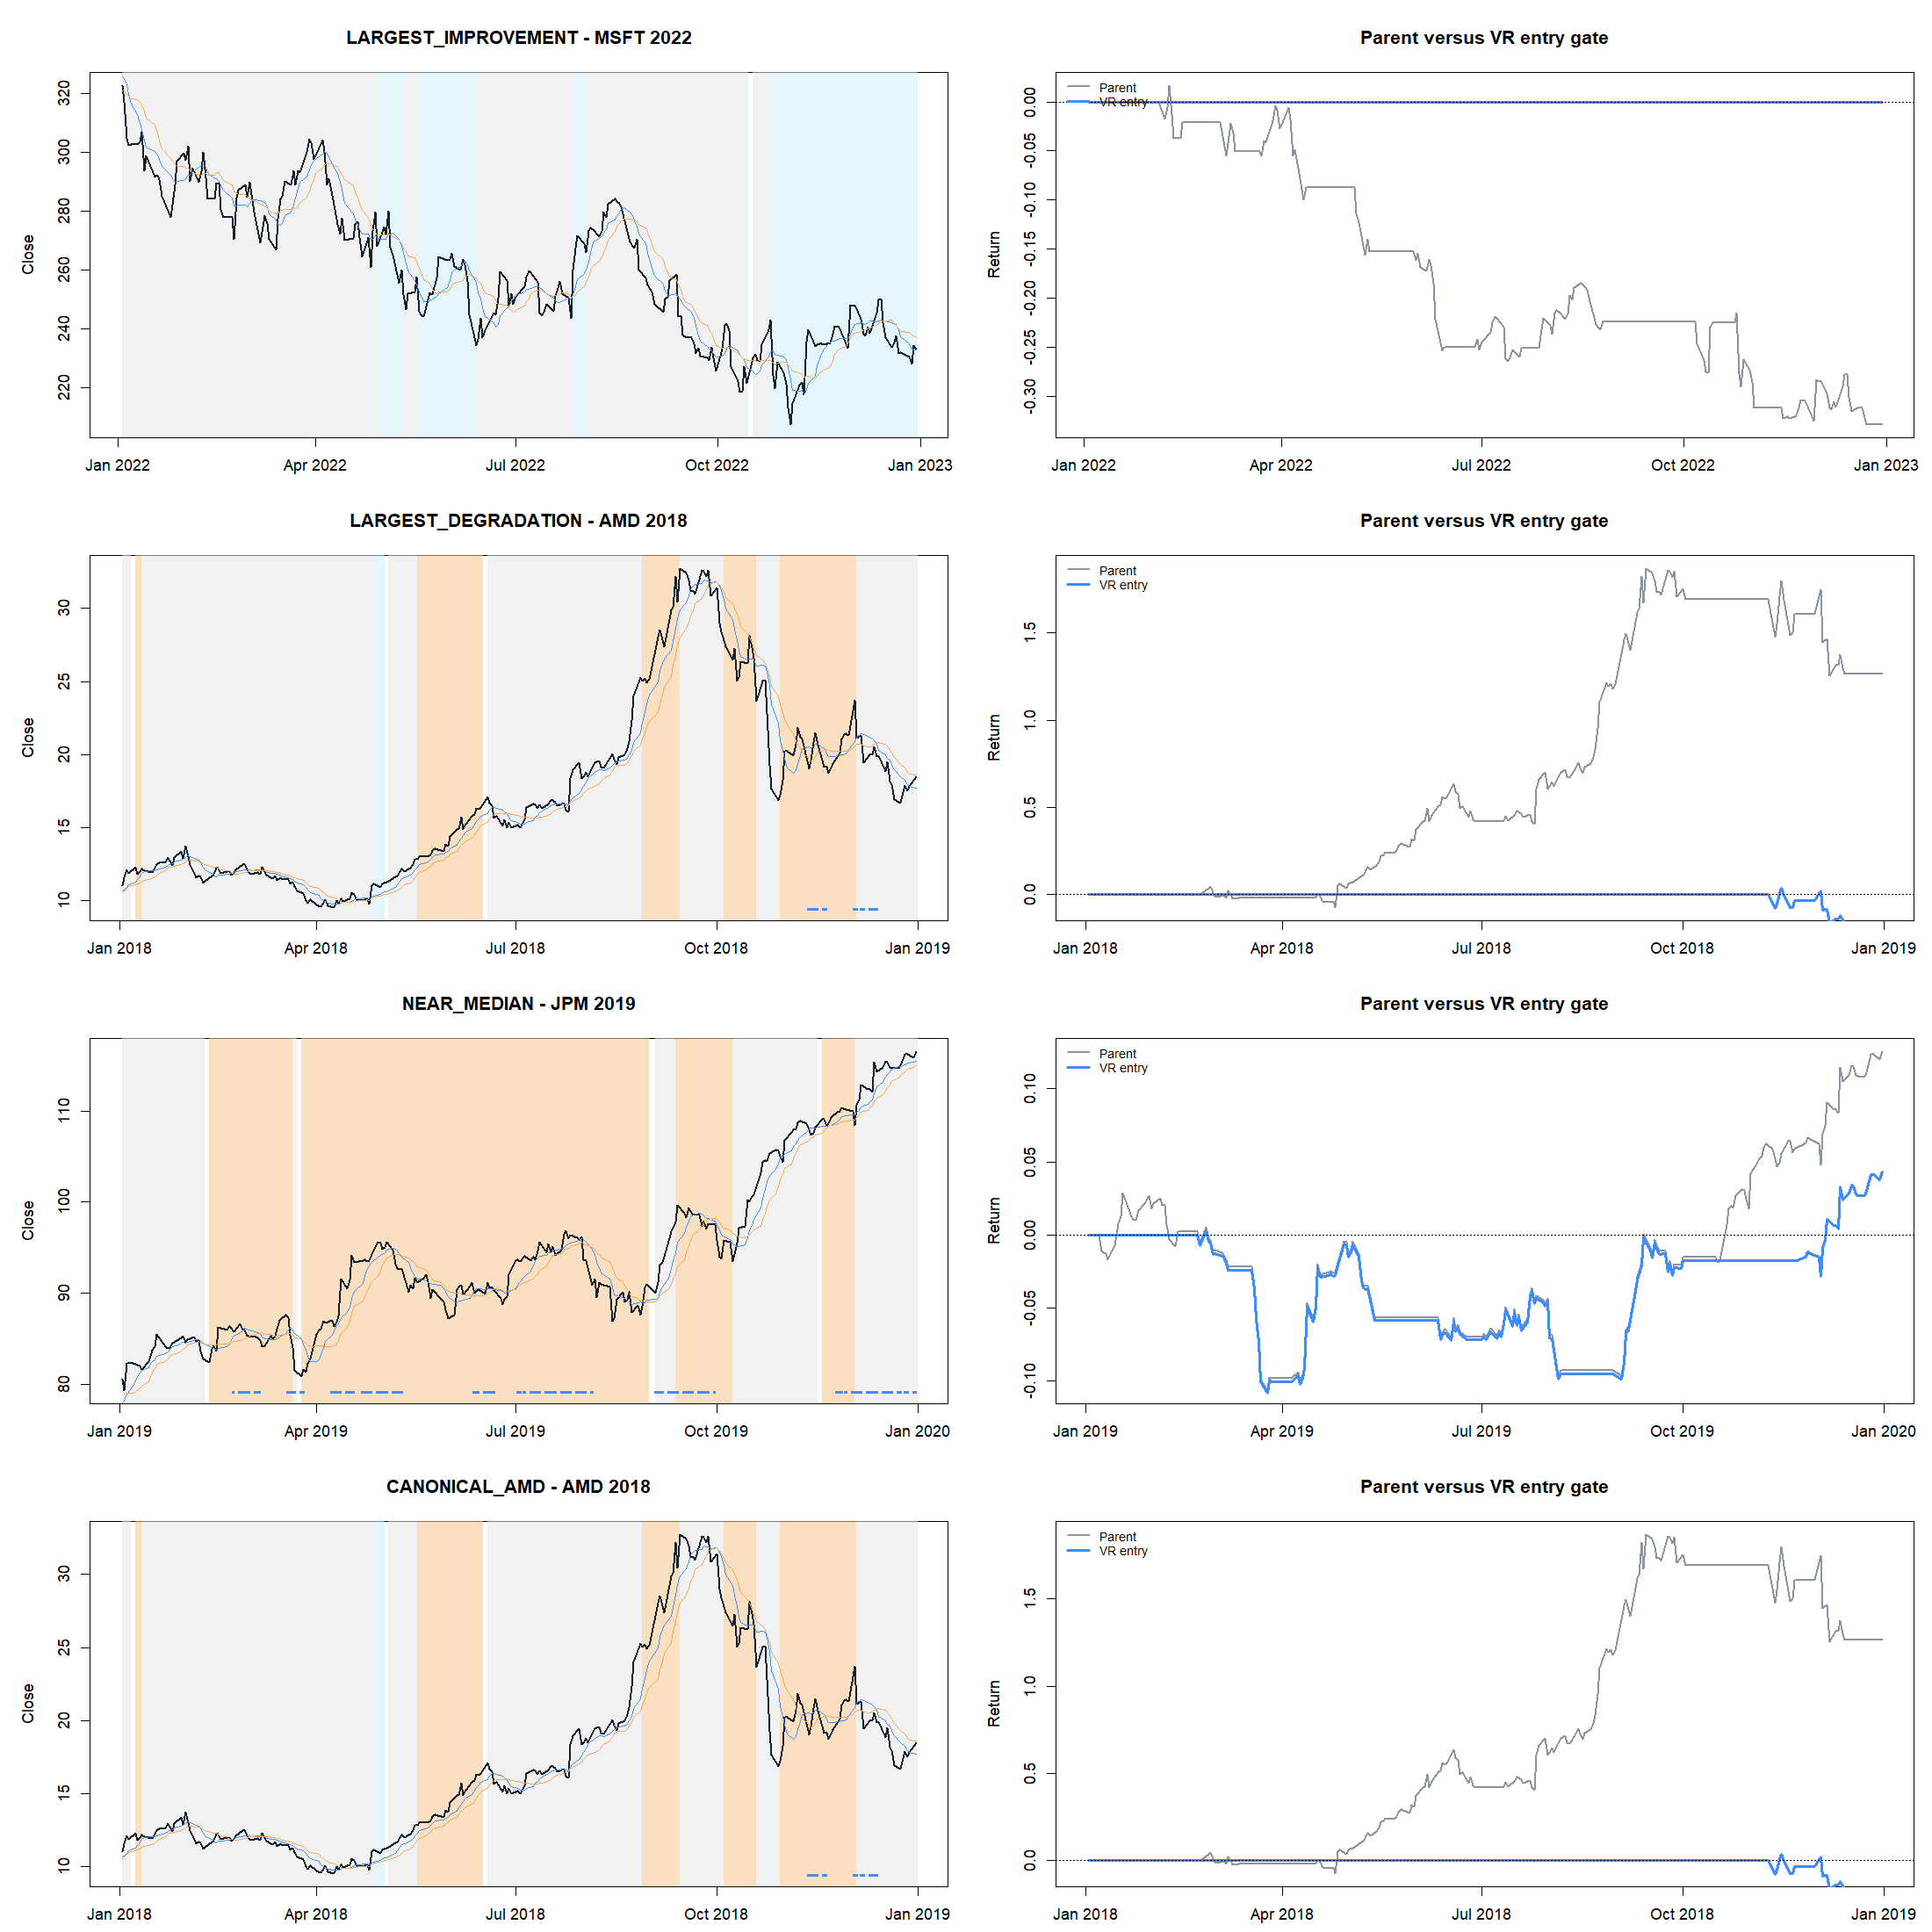 LARGEST_IMPROVEMENT - MSFT 2022
Close
320
300
280
260
240
220
Jan 2022
Apr 2022
Jul 2022
Oct 2022
Jan 2023
Parent versus VR entry gate
Parent
VR entry
Return
0.00
-0.05
-0.10
-0.15
-0.20
-0.25
-0.30
Jan 2022
Apr 2022
Jul 2022
Oct 2022
Jan 2023
LARGEST_DEGRADATION - AMD 2018
Close
30
25
20
15
10
Jan 2018
Apr 2018
Jul 2018
Oct 2018
Jan 2019
Parent versus VR entry gate
Parent
VR entry
Return
1.5
1.0
0.5
0.0
Jan 2018
Apr 2018
Jul 2018
Oct 2018
Jan 2019
NEAR_MEDIAN - JPM 2019
Close
110
100
90
80
Jan 2019
Apr 2019
Jul 2019
Oct 2019
Jan 2020
Parent versus VR entry gate
Parent
VR entry
Return
0.10
0.05
0.00
-0.05
-0.10
Jan 2019
Apr 2019
Jul 2019
Oct 2019
Jan 2020
CANONICAL_AMD - AMD 2018
Close
30
25
20
15
10
Jan 2018
Apr 2018
Jul 2018
Oct 2018
Jan 2019
Parent versus VR entry gate
Parent
VR entry
Return
1.5
1.0
0.5
0.0
Jan 2018
Apr 2018
Jul 2018
Oct 2018
Jan 2019